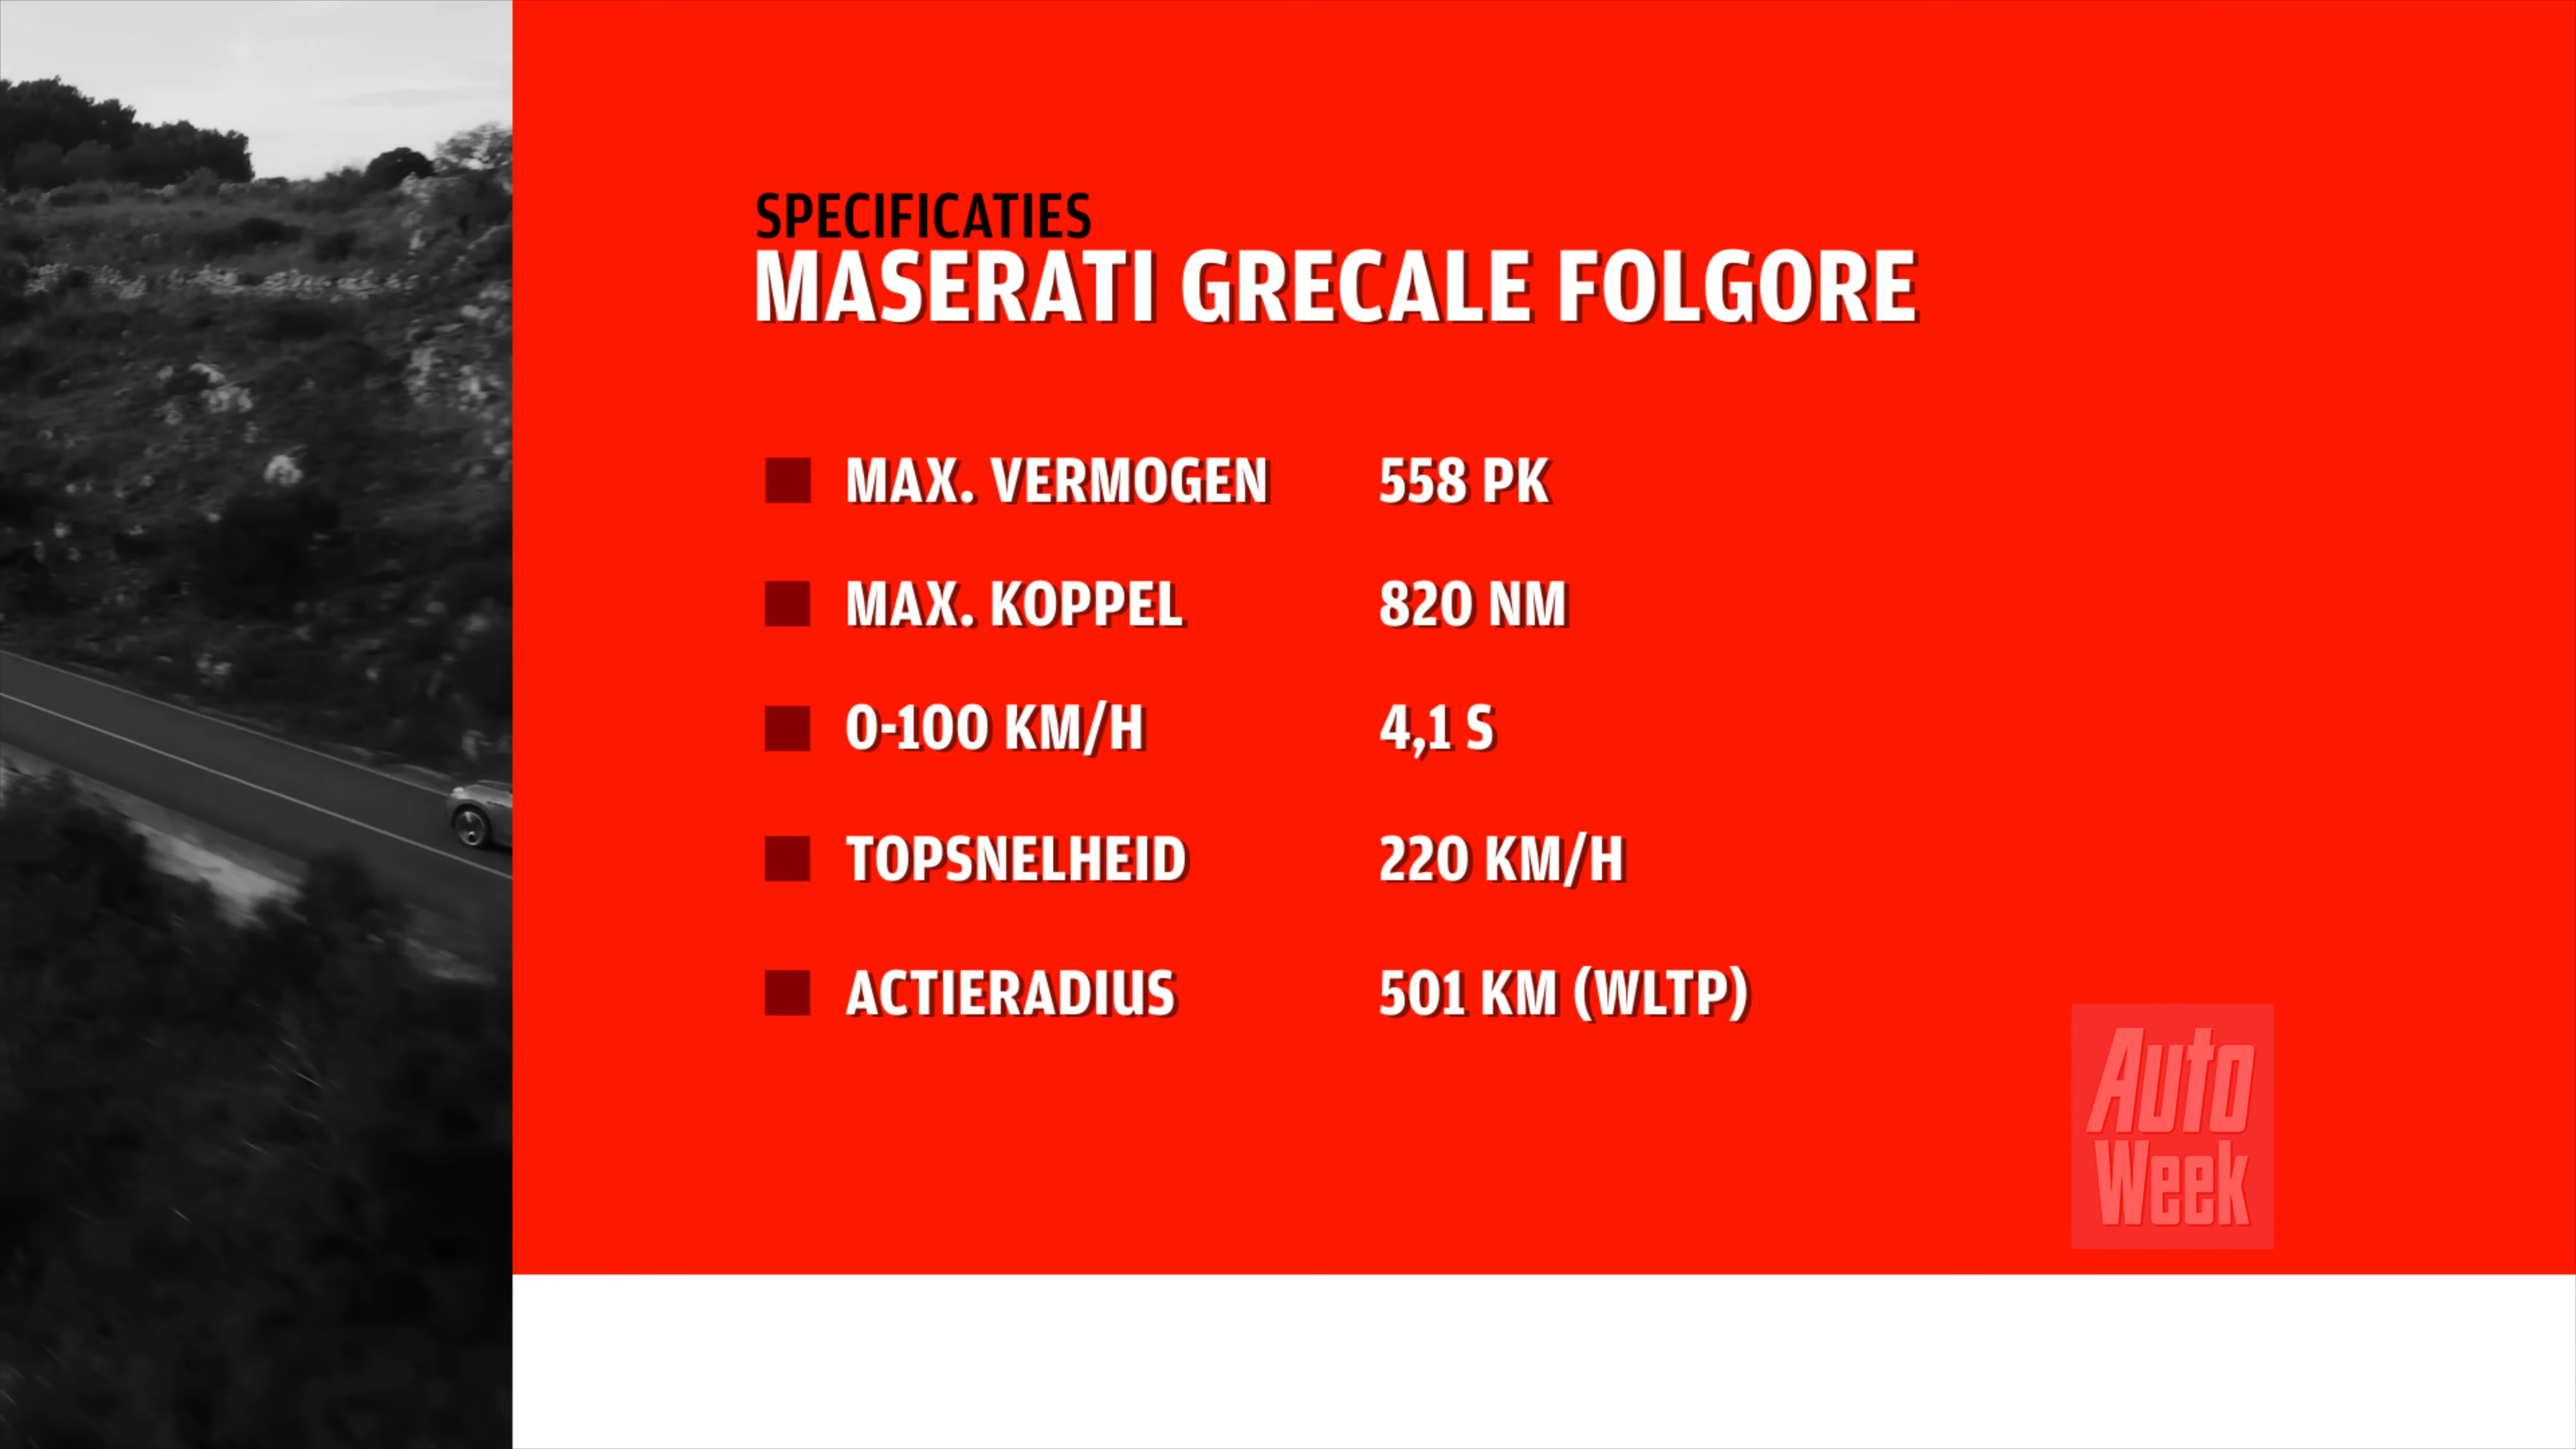 SPECIFICATIES
MASERATI GRECALE FOLGORE
MAX. VERMOGEN 558 PK
MAX. KOPPEL 820 NM
0-100 KM/H 4,1 S
TOPSNELHEID 220 KM/H
ACTIERADIUS 501 KM (WLTP)
Auto
Week